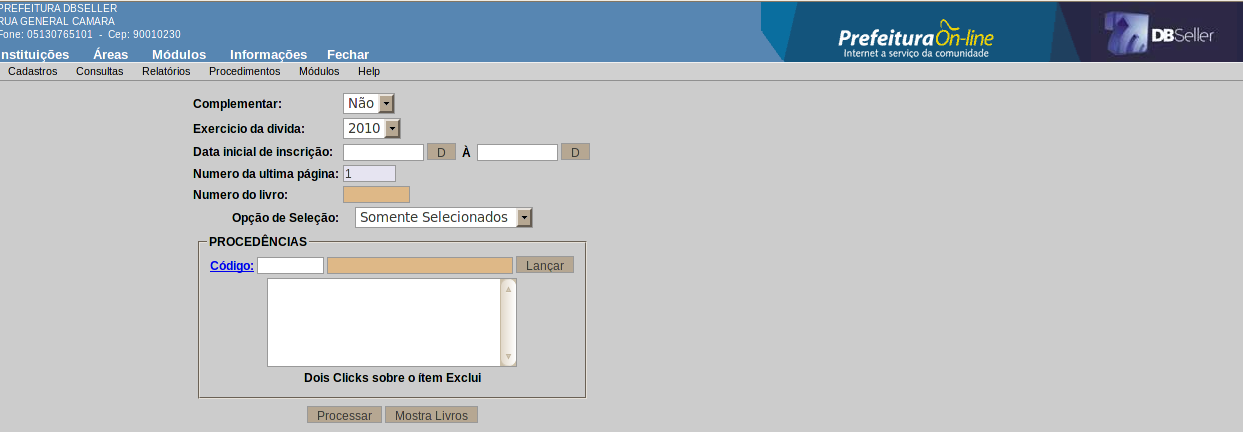 PREFEITURA DBSELLER
RUA GENERAL CAMARA
Fone: 05130765101 - Cep: 90010230
nstituições Áreas Módulos Informações Fechar
Prefeitura On-line
Internet a serviço da comunidade
DBSeller
Cadastros Consultas Relatórios Procedimentos Módulos Help
Complementar: Não
Exercicio da divida: 2010
Data inicial de inscrição: D À D
Numero da ultima página: 1
Numero do livro:
Opção de Seleção: Somente Selecionados
PROCEDÊNCIAS
Código: Lançar
Dois Clicks sobre o ítem Exclui
Processar Mostra Livros